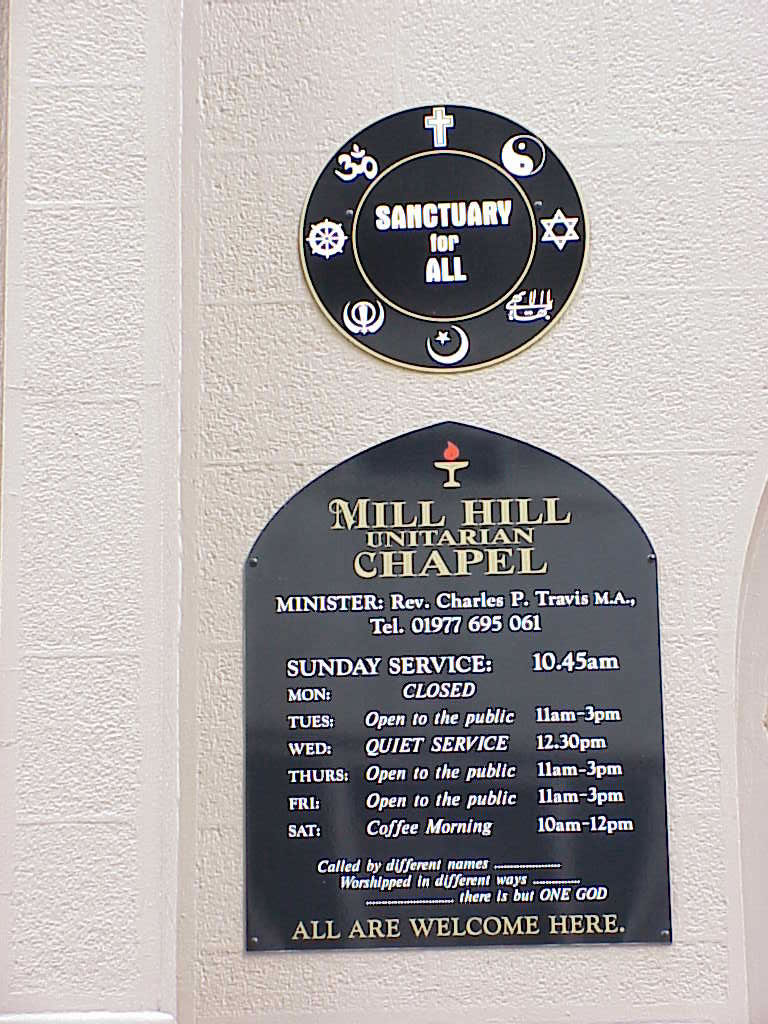 SANCTUARY
for
ALL
MILL HILL
UNITARIAN
CHAPEL
MINISTER: Rev. Charles P. Travis M.A.,
Tel. 01977 695 061
SUNDAY SERVICE: 10.45am
MON: CLOSED
TUES: Open to the public 11am-3pm
WED: QUIET SERVICE 12.30pm
THURS: Open to the public 11am-3pm
FRI: Open to the public 11am-3pm
SAT: Coffee Morning 10am-12pm
Called by different names ....................
Worshipped in different ways ..............
.......................... there is but ONE GOD
ALL ARE WELCOME HERE.